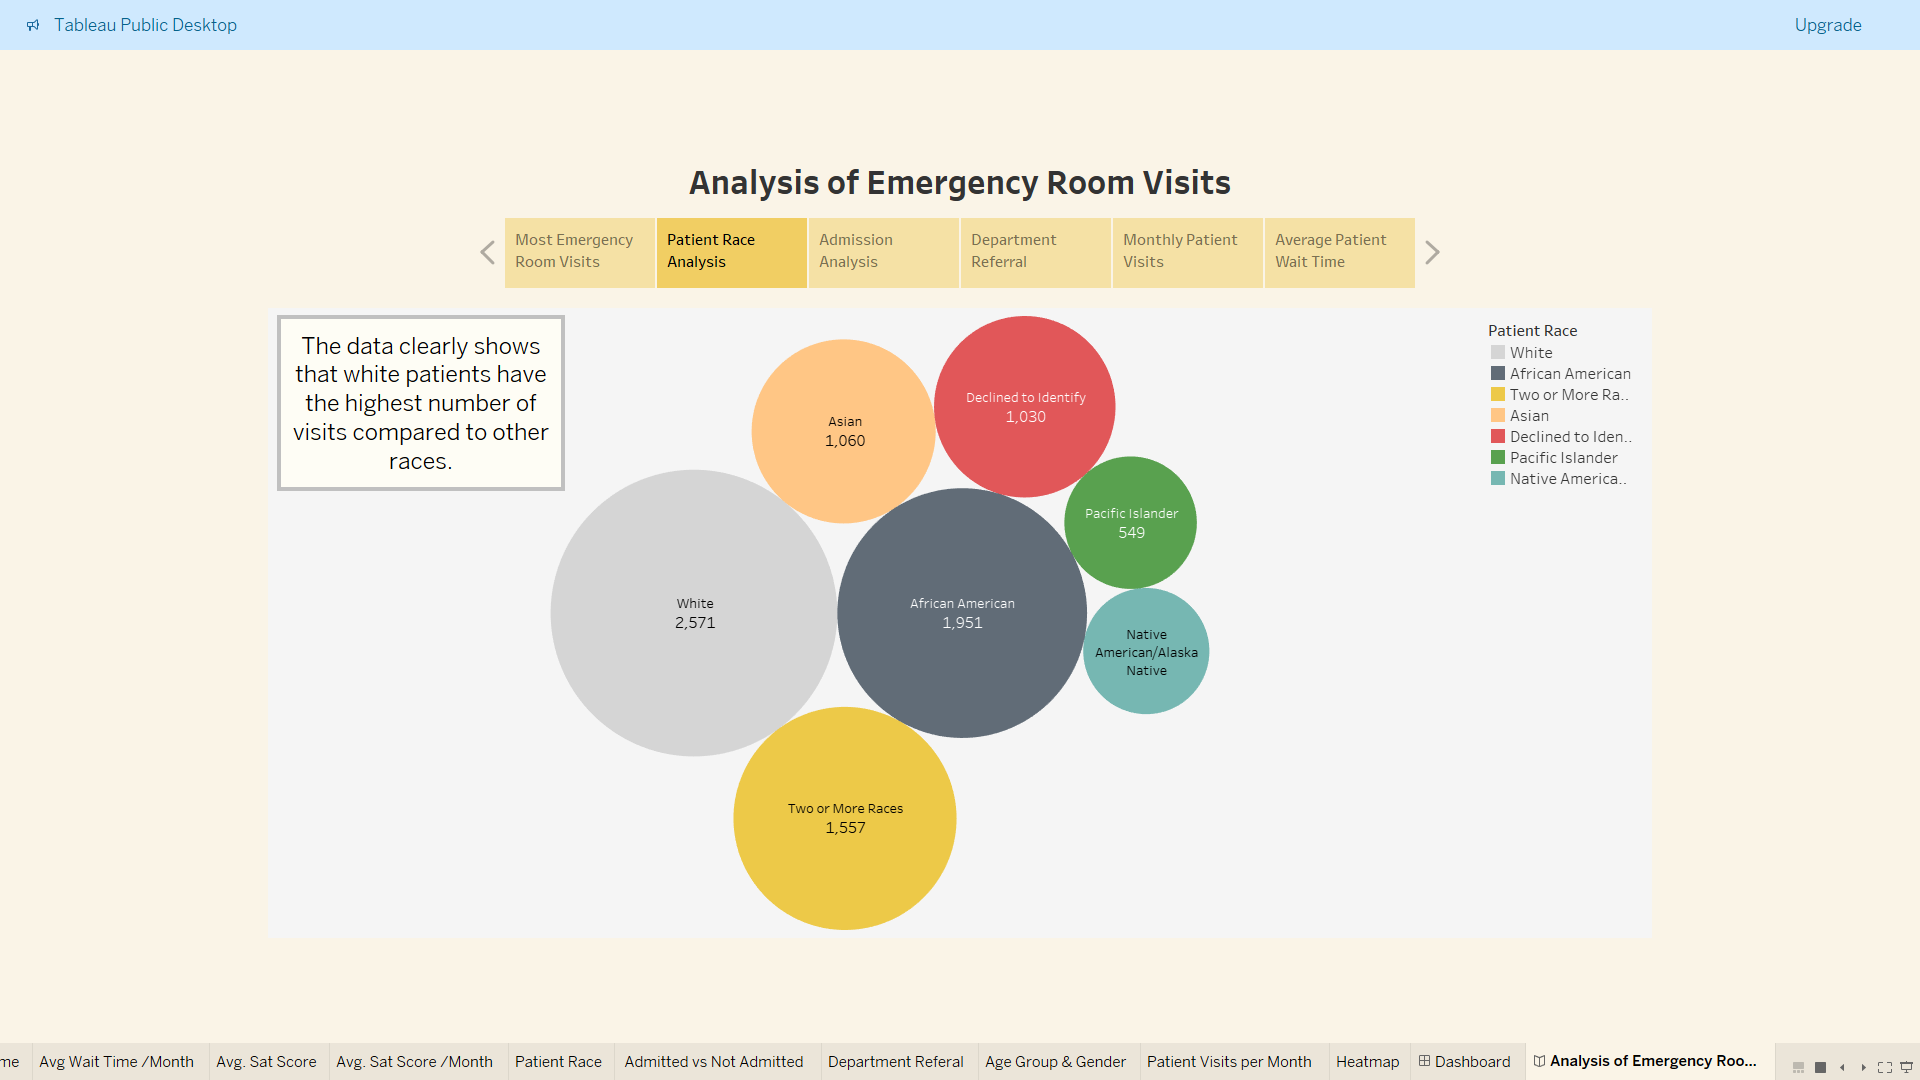 Tableau Public Desktop
Upgrade
Analysis of Emergency Room Visits
Most Emergency
Room Visits
Patient Race
Analysis
Admission
Analysis
Department
Referral
Monthly Patient
Visits
Average Patient
Wait Time
The data clearly shows
that white patients have
the highest number of
visits compared to other
races.
Patient Race
White
African American
Two or More Ra..
Asian
Declined to Iden..
Pacific Islander
Native America..
Declined to Identify
1,030
Asian
1,060
Pacific Islander
549
White
2,571
African American
1,951
Native
American/Alaska
Native
Two or More Races
1,557
me
Avg Wait Time /Month
Avg. Sat Score
Avg. Sat Score /Month
Patient Race
Admitted vs Not Admitted
Department Referal
Age Group & Gender
Patient Visits per Month
Heatmap
Dashboard
Analysis of Emergency Roo...